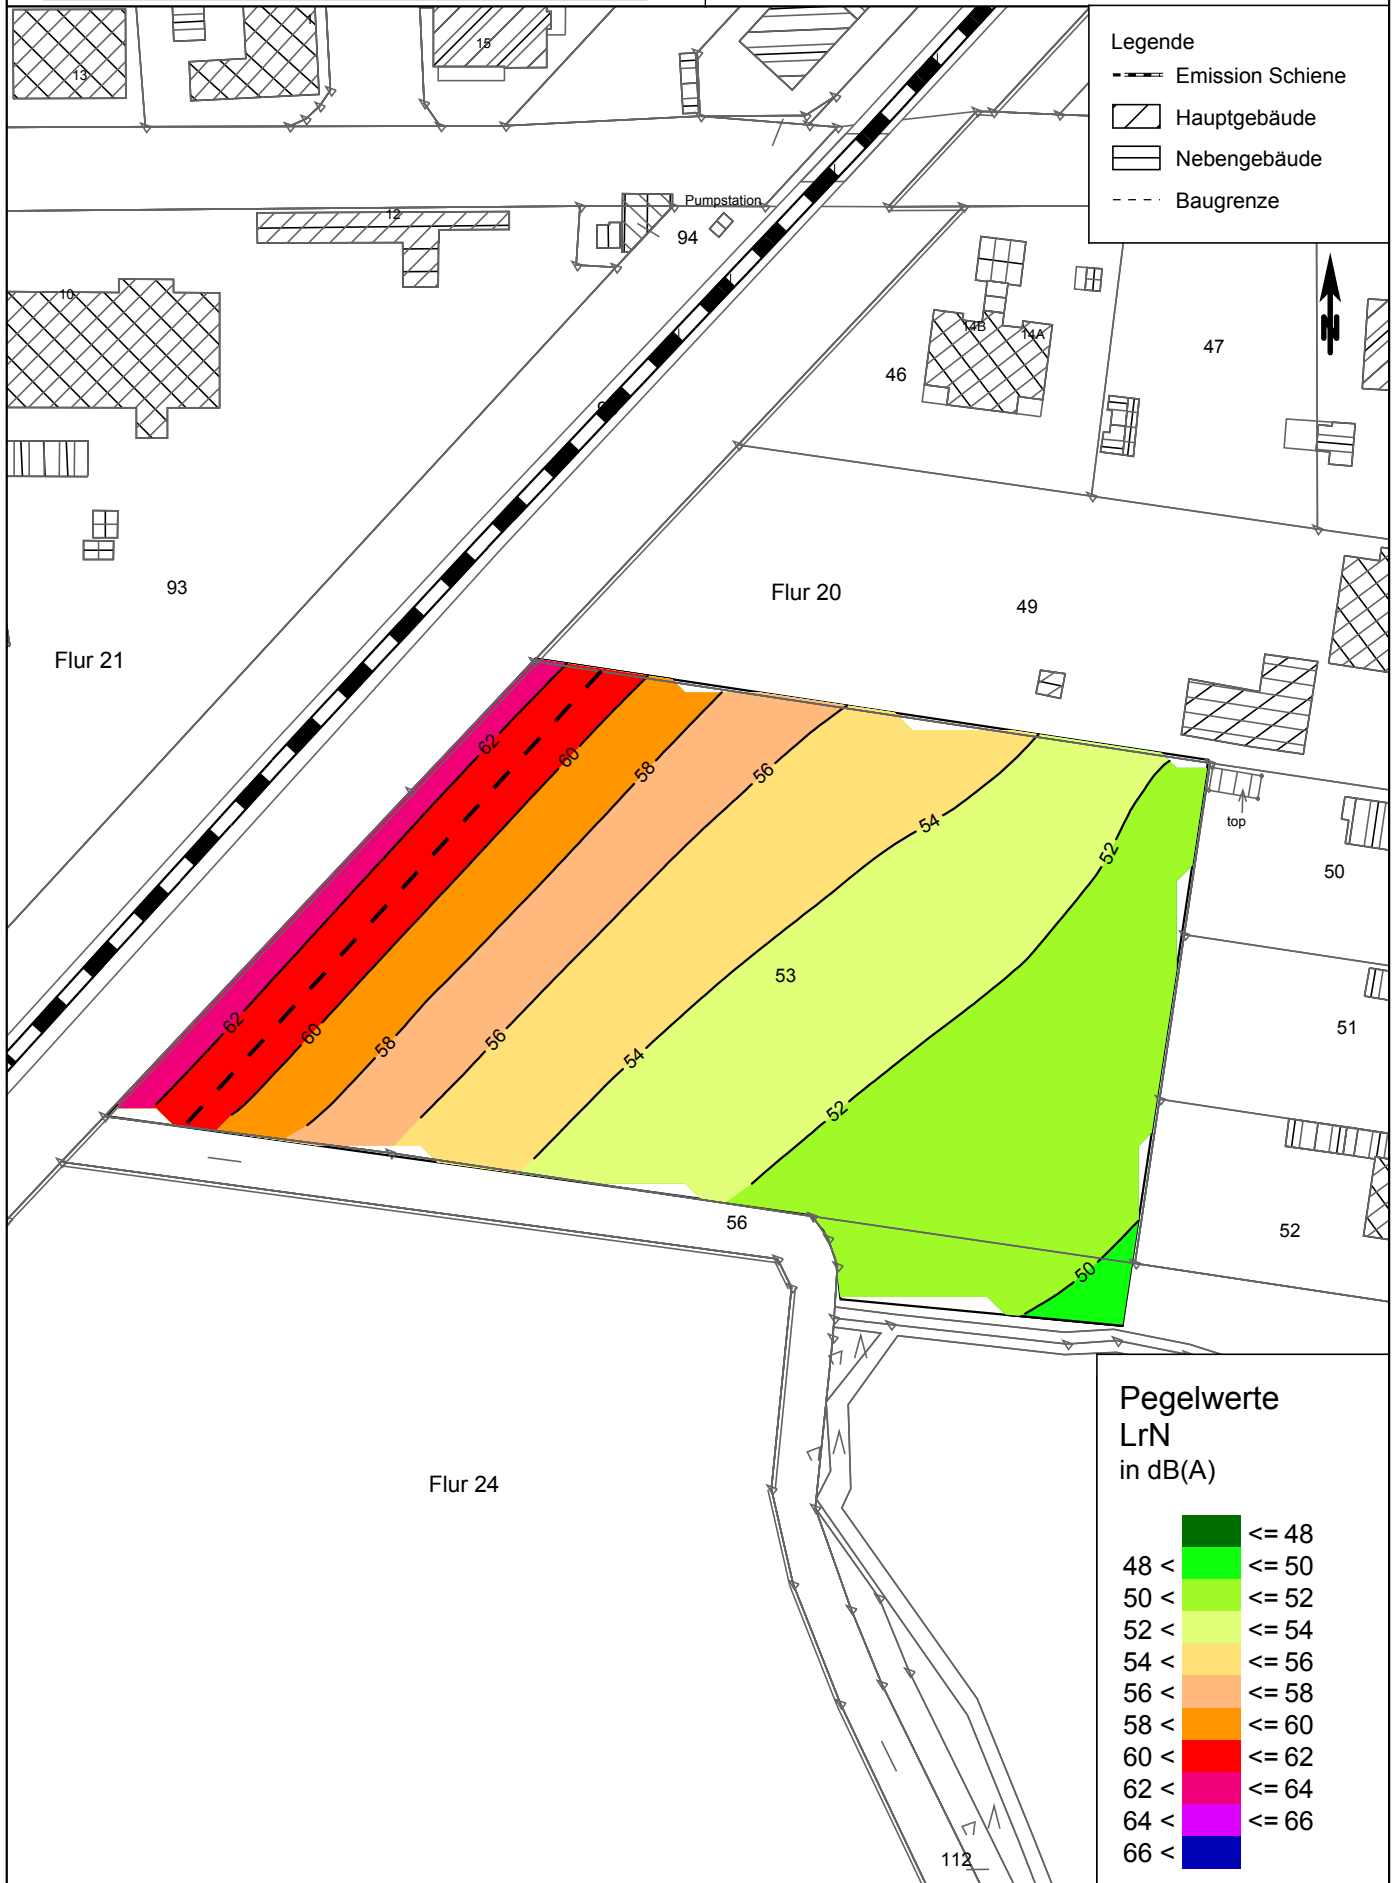 Legende
Emission Schiene
Hauptgebäude
Nebengebäude
Baugrenze
13
15
12
Pumpstation
94
10
14B
14A
46
47
N
93
Flur 20
49
Flur 21
62
60
58
56
54
52
top
50
53
51
62
60
58
56
54
52
56
52
50
Flur 24
112
Pegelwerte
LrN
in dB(A)
<= 48
48 < <= 50
50 < <= 52
52 < <= 54
54 < <= 56
56 < <= 58
58 < <= 60
60 < <= 62
62 < <= 64
64 < <= 66
66 <